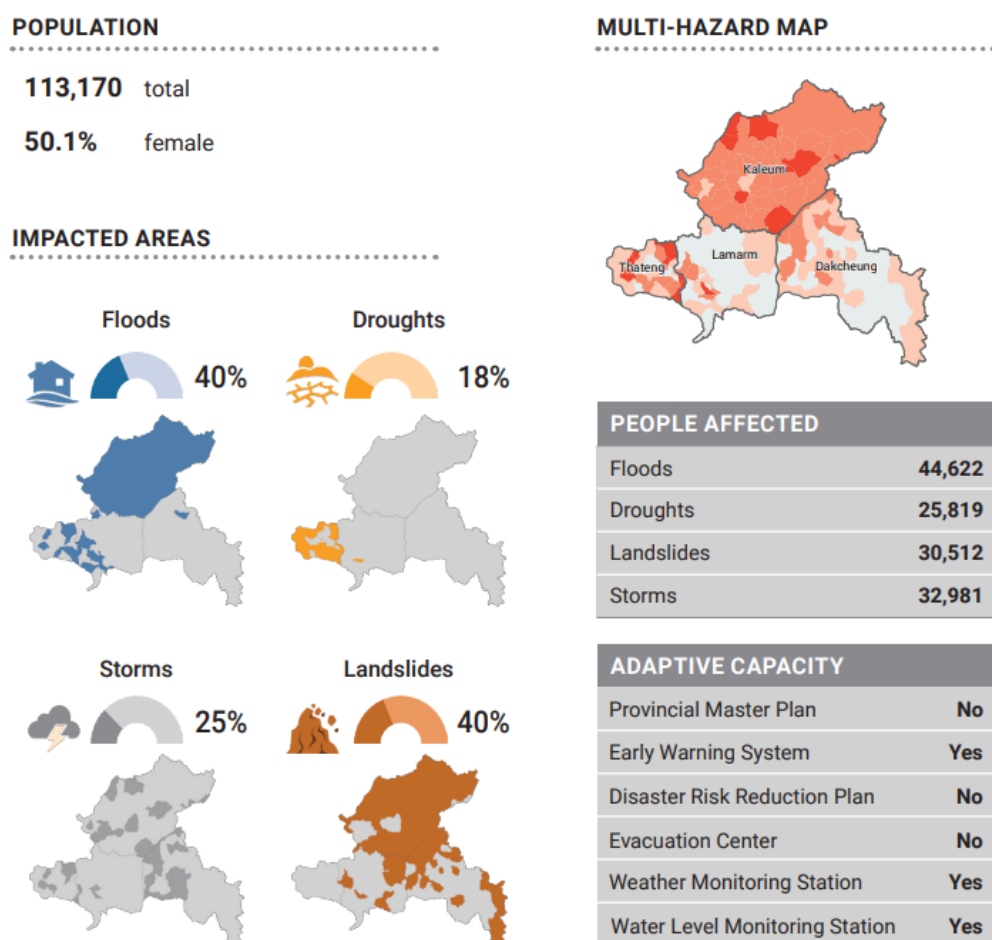 POPULATION
113,170 total
50.1% female
IMPACTED AREAS
Floods
40%
Droughts
18%
Storms
25%
Landslides
40%
MULTI-HAZARD MAP
Kaleum
Lamarm
Thateng
Dakcheung
PEOPLE AFFECTED
Floods 44,622
Droughts 25,819
Landslides 30,512
Storms 32,981
ADAPTIVE CAPACITY
Provincial Master Plan No
Early Warning System Yes
Disaster Risk Reduction Plan No
Evacuation Center No
Weather Monitoring Station Yes
Water Level Monitoring Station Yes